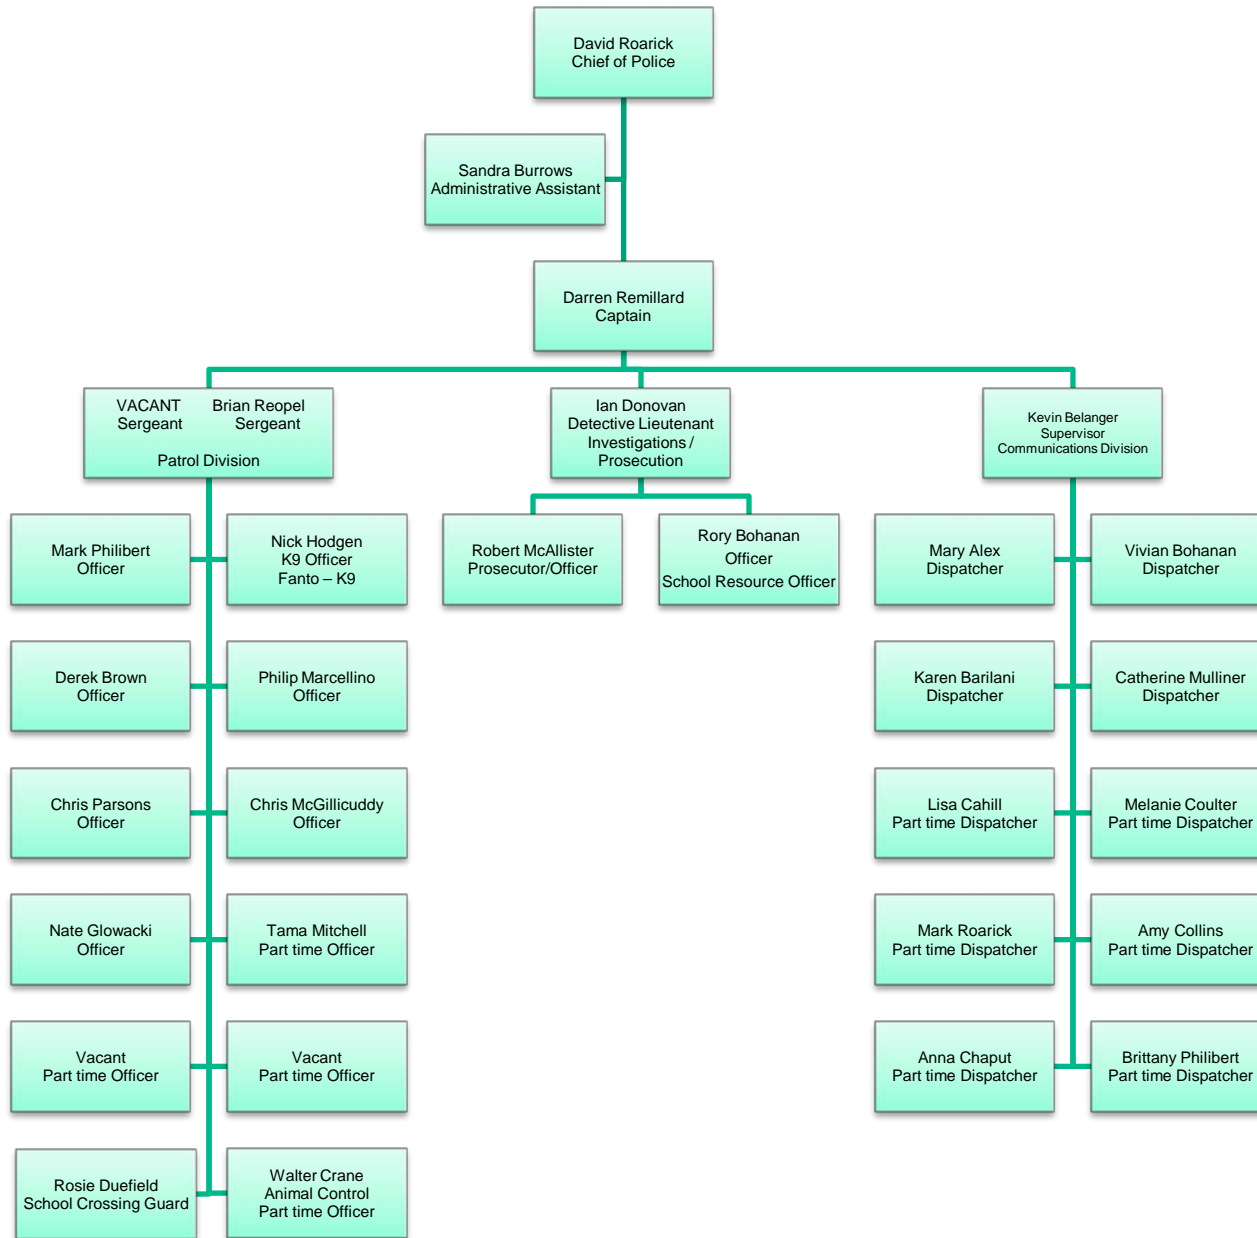 David Roarick
Chief of Police
Sandra Burrows
Administrative Assistant
Darren Remillard
Captain
VACANT Brian Reopel
Sergeant Sergeant
Patrol Division
Ian Donovan
Detective Lieutenant
Investigations /
Prosecution
Kevin Belanger
Supervisor
Communications Division
Mark Philibert
Officer
Nick Hodgen
K9 Officer
Fanto – K9
Robert McAllister
Prosecutor/Officer
Rory Bohanan
Officer
School Resource Officer
Mary Alex
Dispatcher
Vivian Bohanan
Dispatcher
Derek Brown
Officer
Philip Marcellino
Officer
Karen Barilani
Dispatcher
Catherine Mulliner
Dispatcher
Chris Parsons
Officer
Chris McGillicuddy
Officer
Lisa Cahill
Part time Dispatcher
Melanie Coulter
Part time Dispatcher
Nate Glowacki
Officer
Tama Mitchell
Part time Officer
Mark Roarick
Part time Dispatcher
Amy Collins
Part time Dispatcher
Vacant
Part time Officer
Vacant
Part time Officer
Anna Chaput
Part time Dispatcher
Brittany Philibert
Part time Dispatcher
Rosie Duefield
School Crossing Guard
Walter Crane
Animal Control
Part time Officer